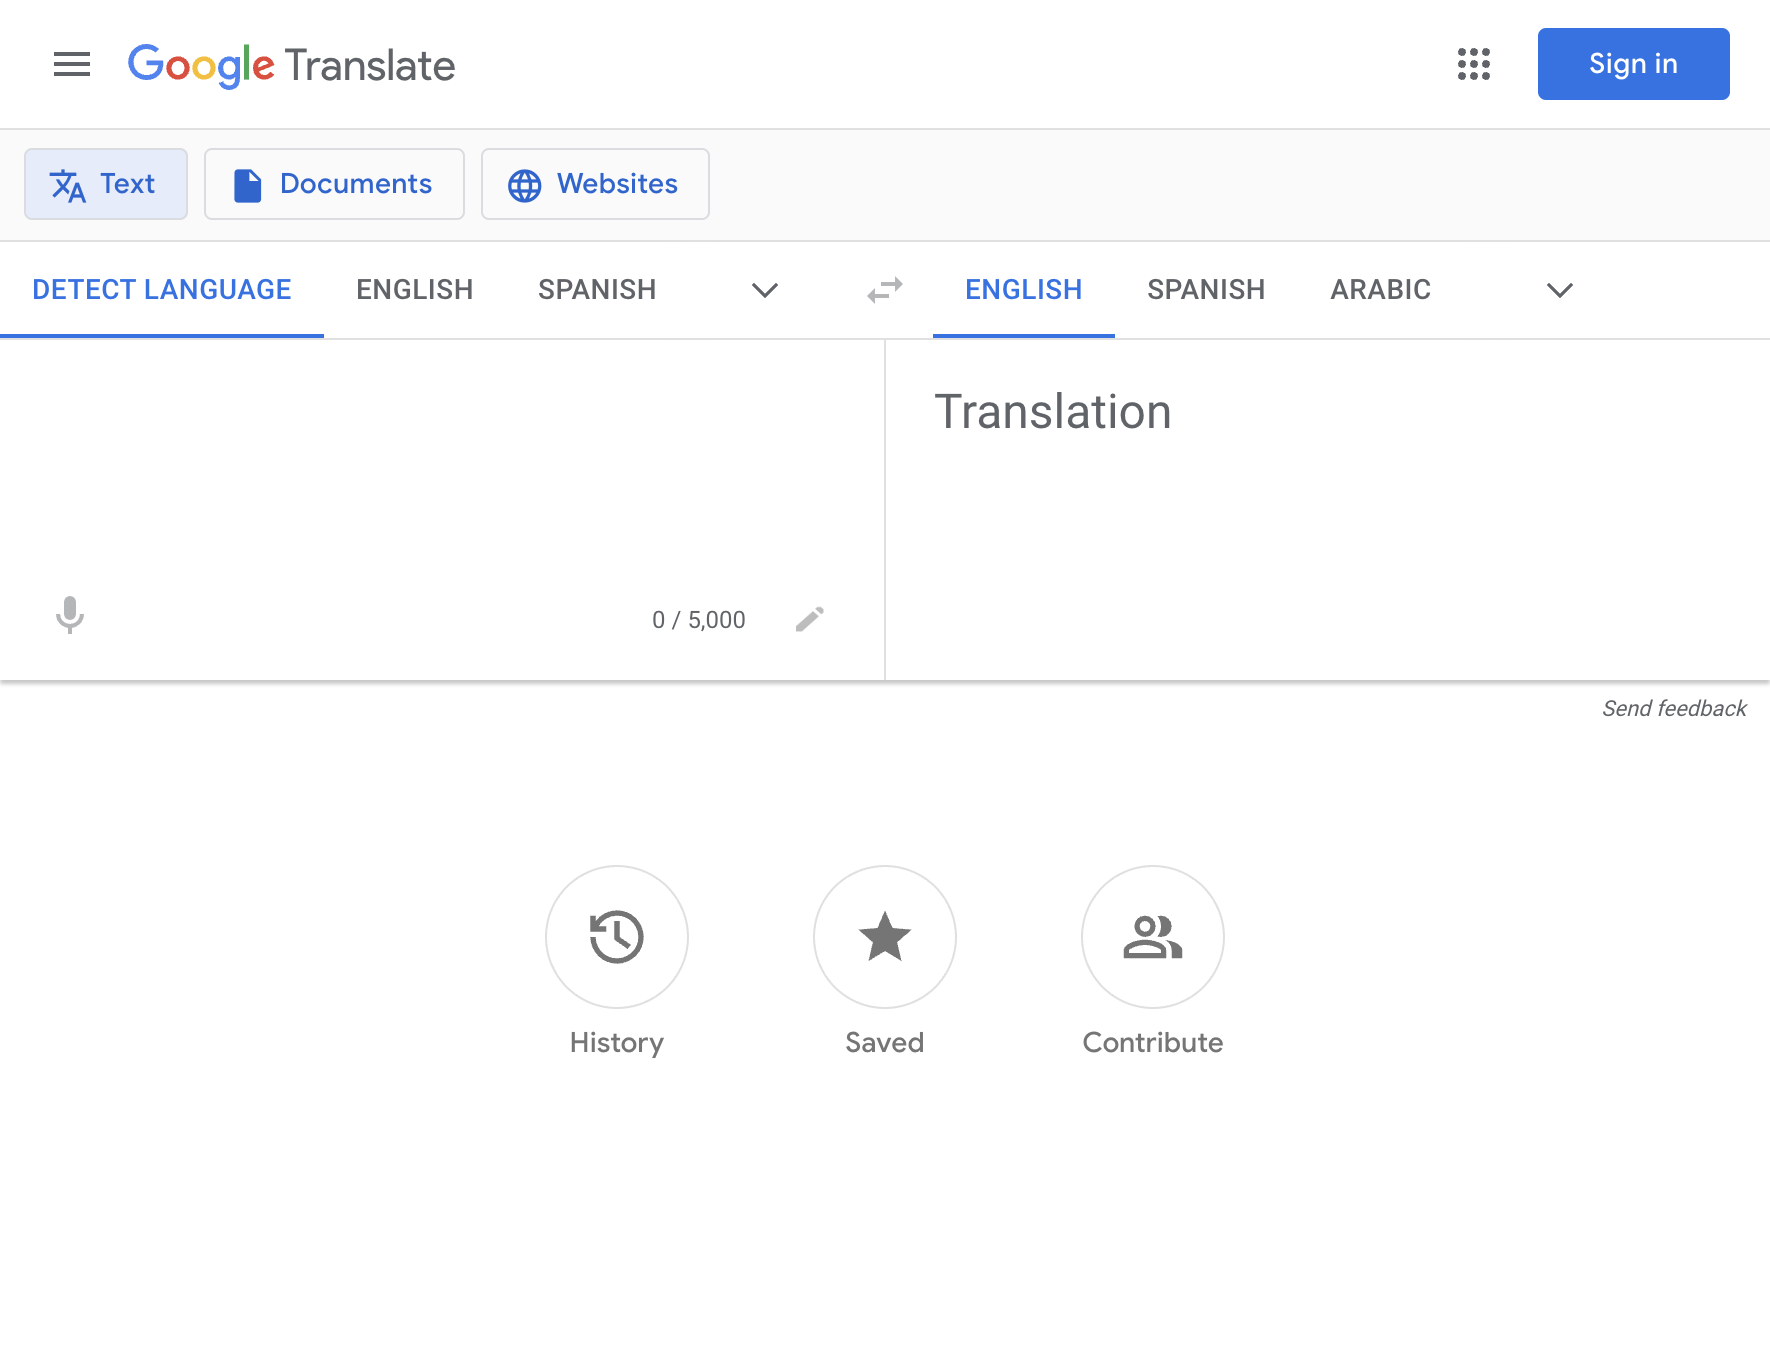 Google Translate
Sign in
Text
Documents
Websites
DETECT LANGUAGE
ENGLISH
SPANISH
ENGLISH
SPANISH
ARABIC
Translation
0 / 5,000
Send feedback
History
Saved
Contribute